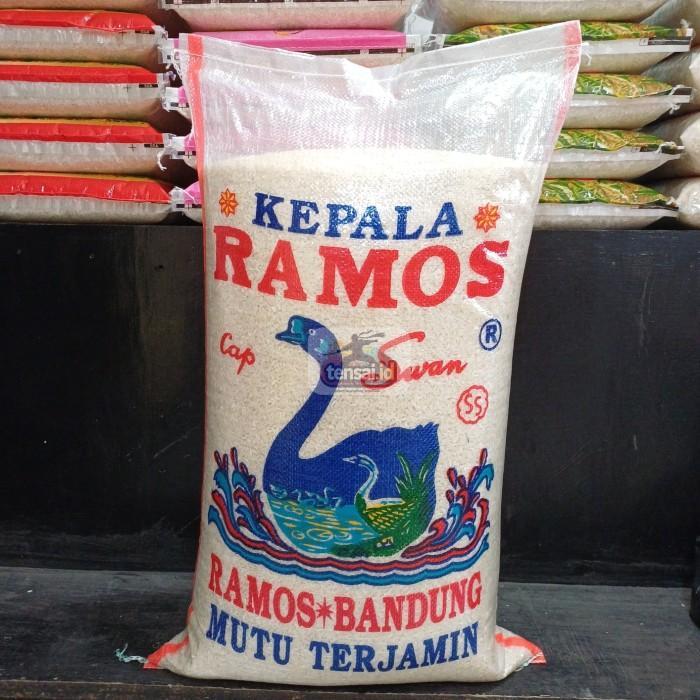 KEPALA
RAMOS
Cap Swan ®
SS
tensai.id
RAMOS*BANDUNG
MUTU TERJAMIN